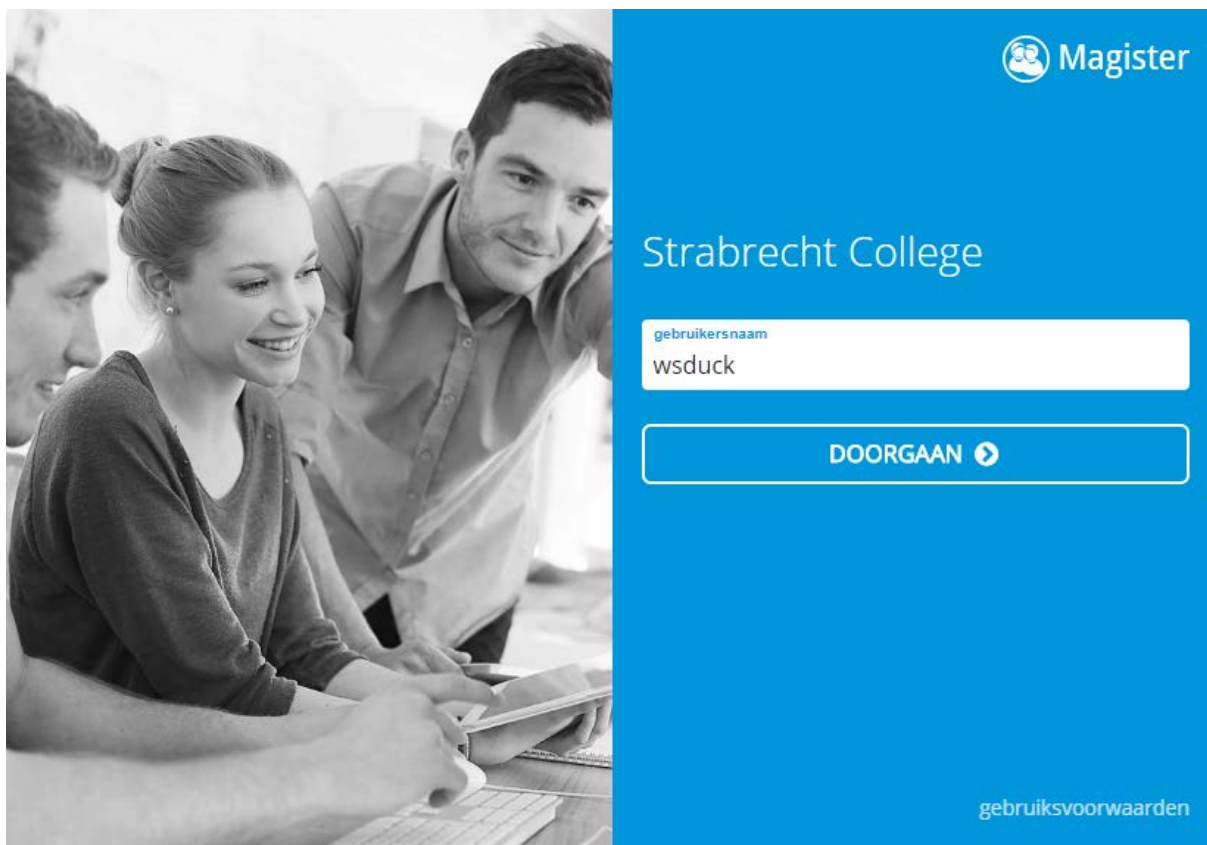 Magister
Strabrecht College
gebruikersnaam
wsduck
DOORGAAN
gebruiksvoorwaarden